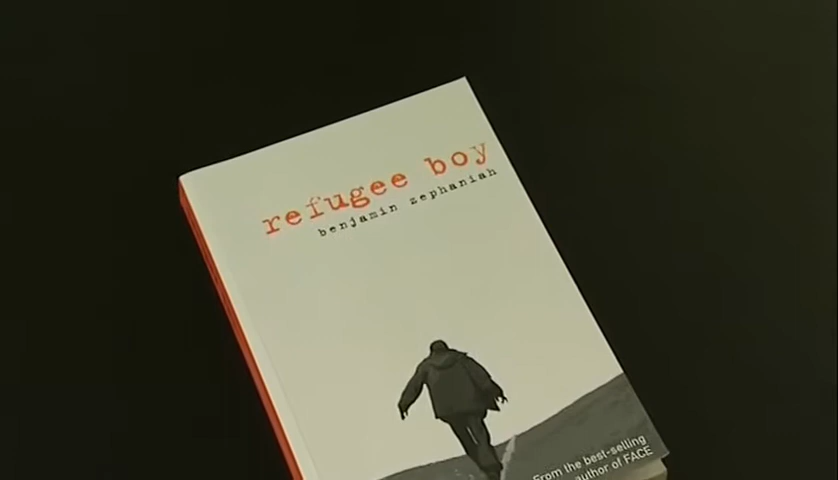 refugee boy
benjamin zephaniah
From the best-selling
author of FACE